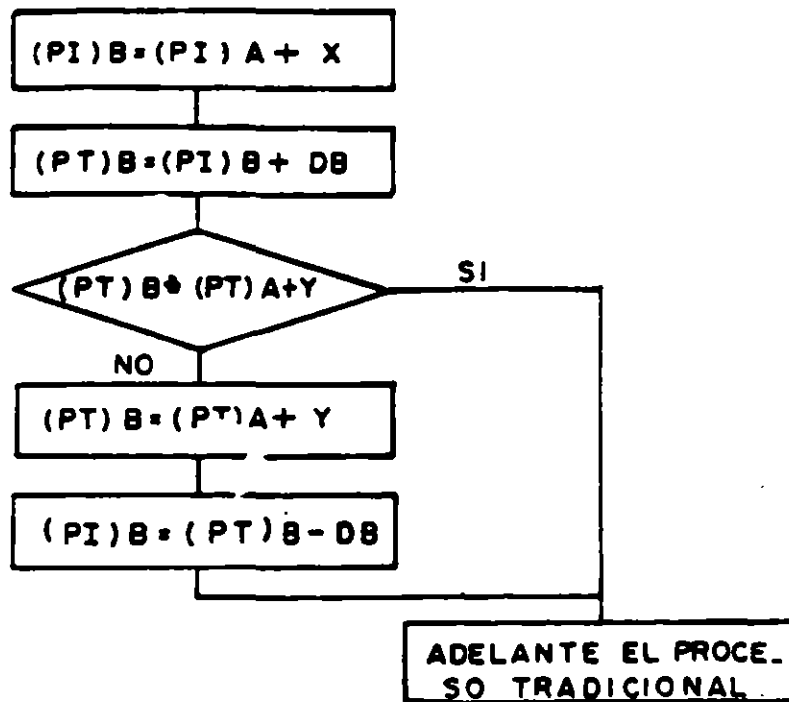 (PI)B=(PI)A+ X
(PT)B=(PI)B+ DB
(PT)B (PT)A+Y
SI
NO
(PT)B=(PT)A+ Y
(PI)B=(PT)B-DB
ADELANTE EL PROCE-
SO TRADICIONAL